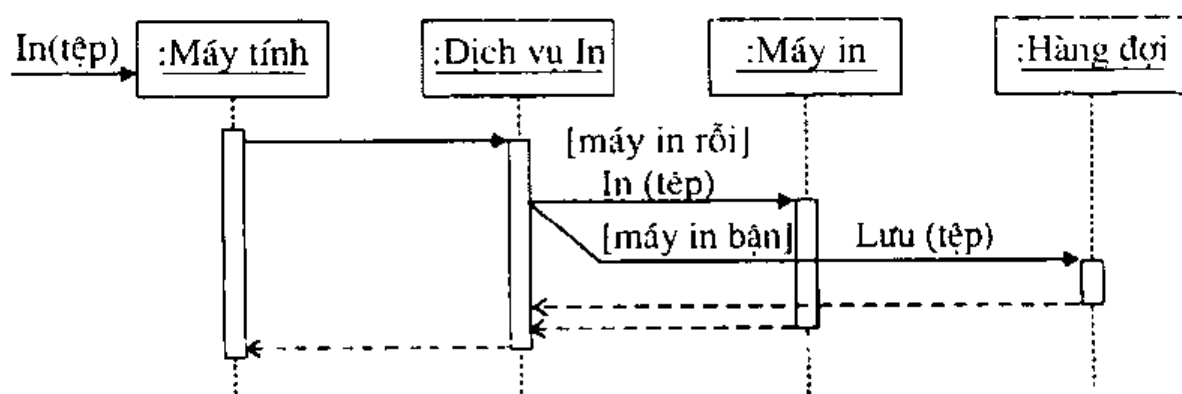 In(tệp)
:Máy tính
:Dịch vụ In
:Máy in
:Hàng đợi
[máy in rỗi]
In (tệp)
[máy in bận]
Lưu (tệp)